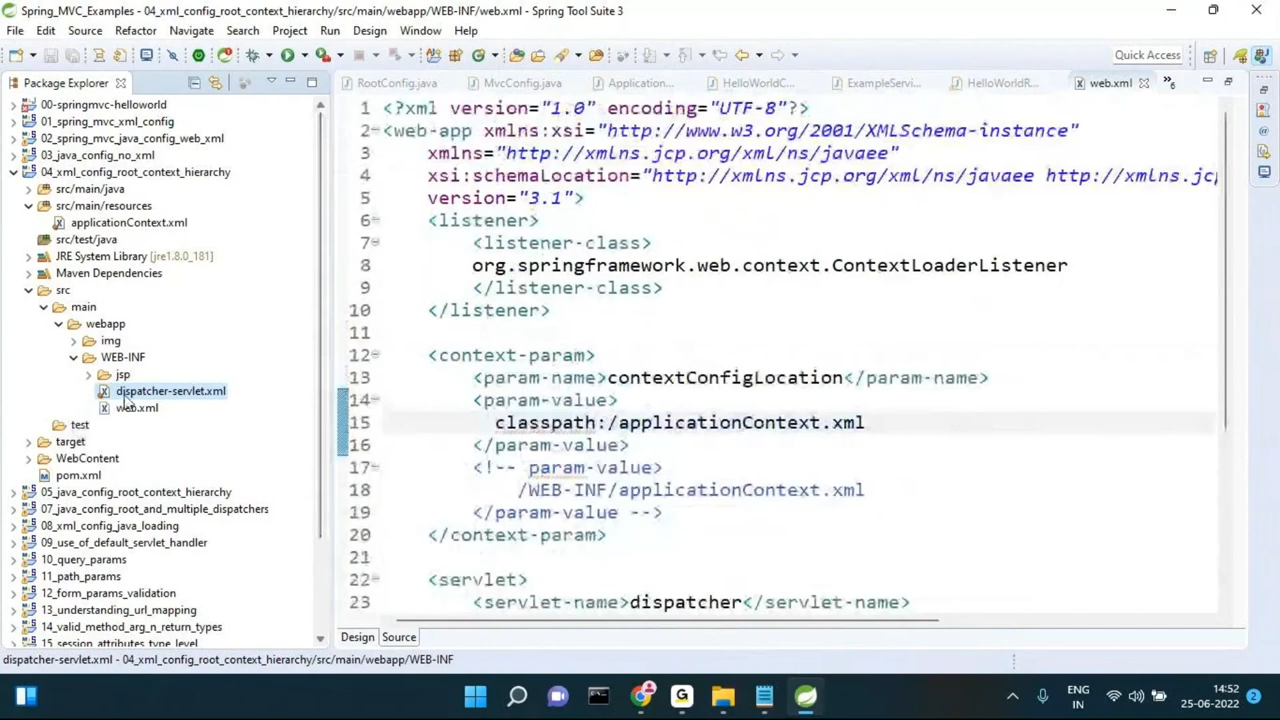 Spring_MVC_Examples - 04_xml_config_root_context_hierarchy/src/main/webapp/WEB-INF/web.xml - Spring Tool Suite 3
File Edit Source Refactor Navigate Search Project Run Design Window Help
Quick Access
Package Explorer
RootConfig.java MvcConfig.java Application... HelloWorldC... ExampleServi... HelloWorldR... web.xml »6
00-springmvc-helloworld
01_spring_mvc_xml_config
02_spring_mvc_java_config_web_xml
03_java_config_no_xml
04_xml_config_root_context_hierarchy
src/main/java
src/main/resources
applicationContext.xml
src/test/java
JRE System Library [jre1.8.0_181]
Maven Dependencies
src
main
webapp
img
WEB-INF
jsp
dispatcher-servlet.xml
web.xml
test
target
WebContent
pom.xml
05_java_config_root_context_hierarchy
07_java_config_root_and_multiple_dispatchers
08_xml_config_java_loading
09_use_of_default_servlet_handler
10_query_params
11_path_params
12_form_params_validation
13_understanding_url_mapping
14_valid_method_arg_n_return_types
15_session_attributes_type_level
1 <?xml version="1.0" encoding="UTF-8"?>
2 <web-app xmlns:xsi="http://www.w3.org/2001/XMLSchema-instance"
3 xmlns="http://xmlns.jcp.org/xml/ns/javaee"
4 xsi:schemaLocation="http://xmlns.jcp.org/xml/ns/javaee http://xmlns.jcp
5 version="3.1">
6 <listener>
7 <listener-class>
8 org.springframework.web.context.ContextLoaderListener
9 </listener-class>
10 </listener>
11
12 <context-param>
13 <param-name>contextConfigLocation</param-name>
14 <param-value>
15 classpath:/applicationContext.xml
16 </param-value>
17 <!-- param-value>
18 /WEB-INF/applicationContext.xml
19 </param-value -->
20 </context-param>
21
22 <servlet>
23 <servlet-name>dispatcher</servlet-name>
Design Source
dispatcher-servlet.xml - 04_xml_config_root_context_hierarchy/src/main/webapp/WEB-INF
ENG
IN
14:52
25-06-2022
2